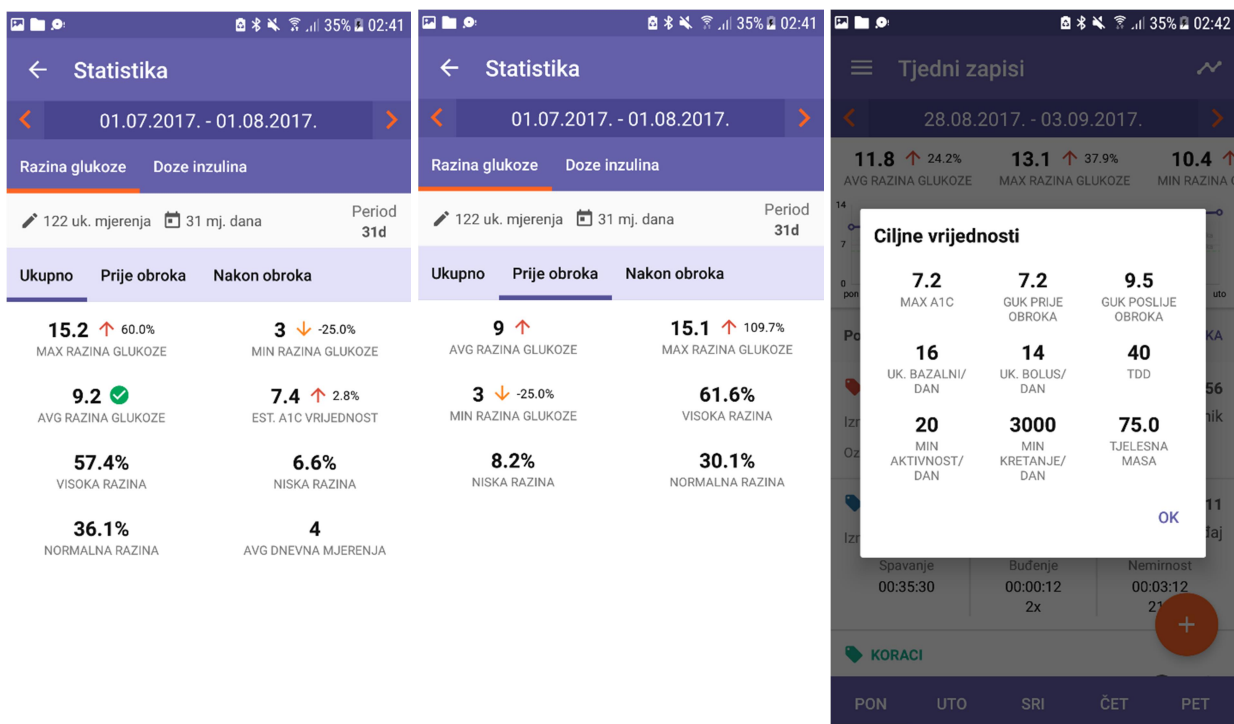 35% 02:41
Statistika
01.07.2017. - 01.08.2017.
Razina glukoze Doze inzulina
122 uk. mjerenja 31 mj. dana Period
31d
Ukupno Prije obroka Nakon obroka
15.2 60.0% 3 -25.0%
MAX RAZINA GLUKOZE MIN RAZINA GLUKOZE
9.2 7.4 2.8%
AVG RAZINA GLUKOZE EST. A1C VRIJEDNOST
57.4% 6.6%
VISOKA RAZINA NISKA RAZINA
36.1% 4
NORMALNA RAZINA AVG DNEVNA MJERENJA
35% 02:41
Statistika
01.07.2017. - 01.08.2017.
Razina glukoze Doze inzulina
122 uk. mjerenja 31 mj. dana Period
31d
Ukupno Prije obroka Nakon obroka
9 15.1 109.7%
AVG RAZINA GLUKOZE MAX RAZINA GLUKOZE
3 -25.0% 61.6%
MIN RAZINA GLUKOZE VISOKA RAZINA
8.2% 30.1%
NISKA RAZINA NORMALNA RAZINA
35% 02:42
Tjedni zapisi
28.08.2017. - 03.09.2017.
11.8 24.2% 13.1 37.9% 10.4
AVG RAZINA GLUKOZE MAX RAZINA GLUKOZE MIN RAZINA
14
7
0
pon uto
Ciljne vrijednosti
7.2 7.2 9.5
MAX A1C GUK PRIJE OBROKA GUK POSLIJE OBROKA
16 14 40
UK. BAZALNI/ DAN UK. BOLUS/ DAN TDD
20 3000 75.0
MIN AKTIVNOST/ DAN MIN KRETANJE/ DAN TJELESNA MASA
OK
Spavanje Buđenje Nemirnost
00:35:30 00:00:12 00:03:12
2x
KORACI
PON UTO SRI ČET PET